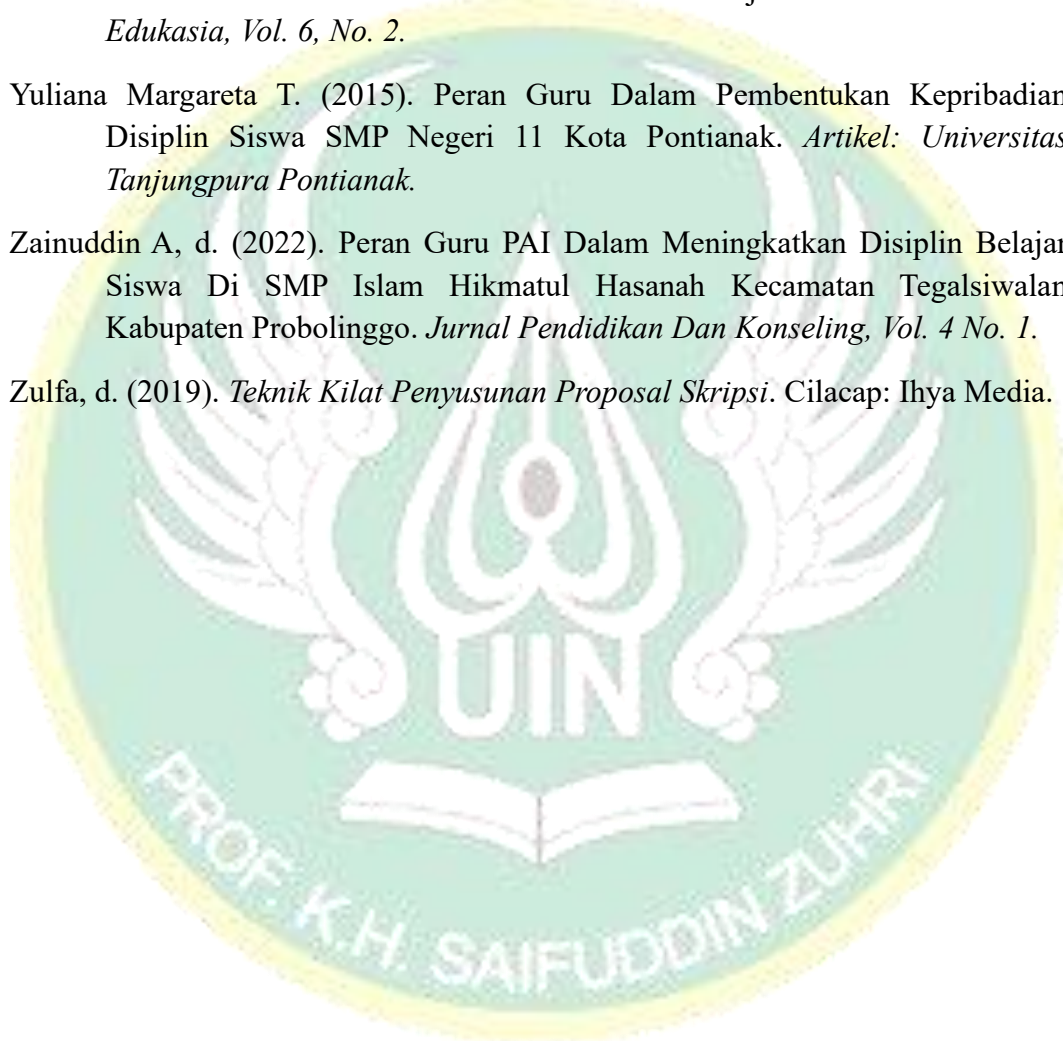 Edukasia, Vol. 6, No. 2.
Yuliana Margareta T. (2015). Peran Guru Dalam Pembentukan Kepribadian
Disiplin Siswa SMP Negeri 11 Kota Pontianak. Artikel: Universitas
Tanjungpura Pontianak.
Zainuddin A, d. (2022). Peran Guru PAI Dalam Meningkatkan Disiplin Belajar
Siswa Di SMP Islam Hikmatul Hasanah Kecamatan Tegalsiwalan
Kabupaten Probolinggo. Jurnal Pendidikan Dan Konseling, Vol. 4 No. 1.
Zulfa, d. (2019). Teknik Kilat Penyusunan Proposal Skripsi. Cilacap: Ihya Media.
UIN
PROF. K.H. SAIFUDDIN ZUHRI